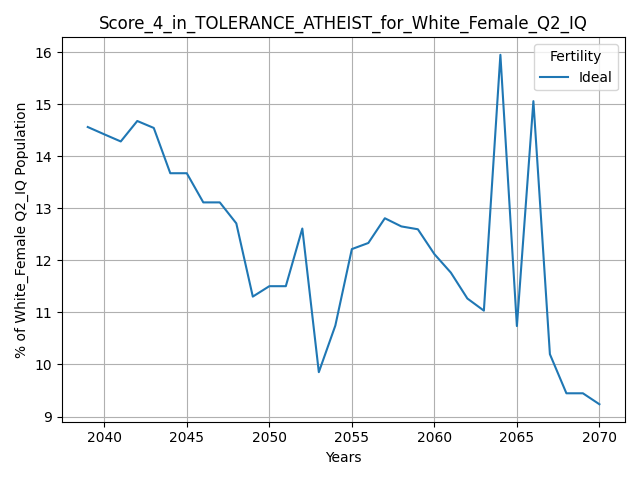 Score_4_in_TOLERANCE_ATHEIST_for_White_Female_Q2_IQ
Fertility
Ideal
% of White_Female Q2_IQ Population
16
15
14
13
12
11
10
9
2040 2045 2050 2055 2060 2065 2070
Years